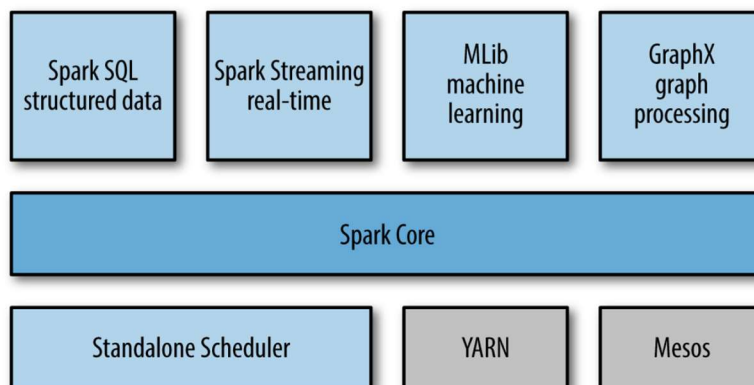 Spark SQL
structured data
Spark Streaming
real-time
MLib
machine
learning
GraphX
graph
processing
Spark Core
Standalone Scheduler
YARN
Mesos